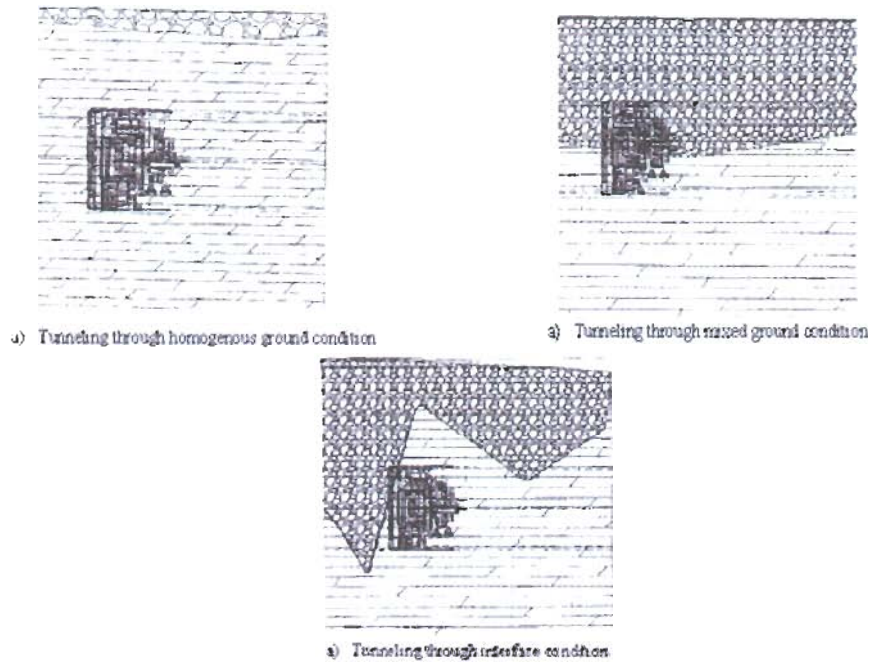 a) Tunneling through homogenous ground condition
a) Tunneling through mixed ground condition
a) Tunneling through interface condition